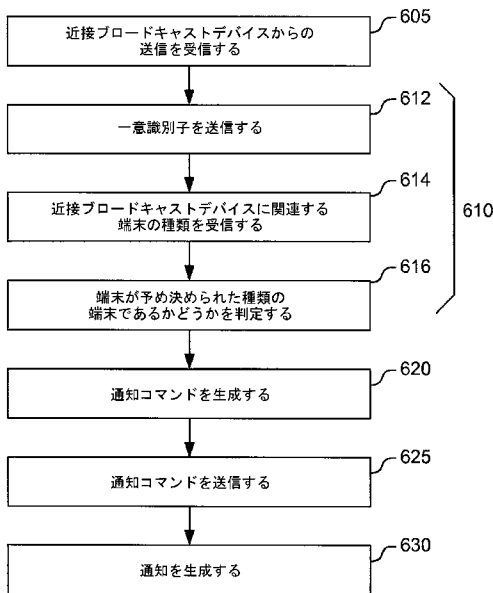 近接ブロードキャストデバイスからの
送信を受信する
605
一意識別子を送信する
612
近接ブロードキャストデバイスに関連する
端末の種類を受信する
614
610
端末が予め決められた種類の
端末であるかどうかを判定する
616
通知コマンドを生成する
620
通知コマンドを送信する
625
通知を生成する
630